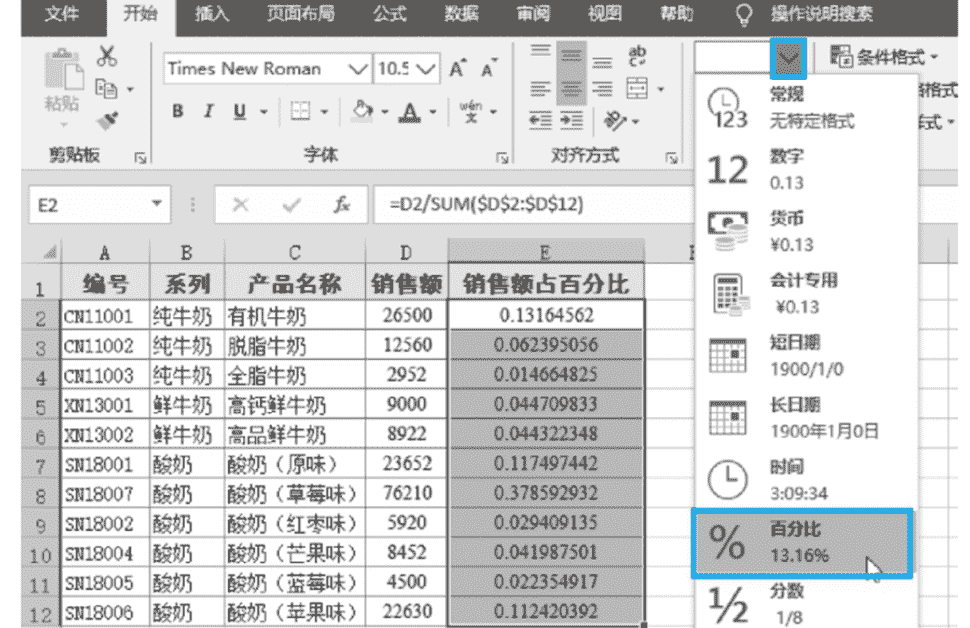 文件 开始 插入 页面布局 公式 数据 审阅 视图 帮助 操作说明搜索
Times New Roman 10.5 A A ab 条件格式
粘贴 B I U A wén 文
剪贴板 字体 对齐方式
E2 fx =D2/SUM($D$2:$D$12)
A B C D E
1 编号 系列 产品名称 销售额 销售额占百分比
2 CN11001 纯牛奶 有机牛奶 26500 0.13164562
3 CN11002 纯牛奶 脱脂牛奶 12560 0.062395056
4 CN11003 纯牛奶 全脂牛奶 2952 0.014664825
5 XN13001 鲜牛奶 高钙鲜牛奶 9000 0.044709833
6 XN13002 鲜牛奶 高品鲜牛奶 8922 0.044322348
7 SN18001 酸奶 酸奶（原味） 23652 0.117497442
8 SN18007 酸奶 酸奶（草莓味） 76210 0.378592932
9 SN18002 酸奶 酸奶（红枣味） 5920 0.029409135
10 SN18004 酸奶 酸奶（芒果味） 8452 0.041987501
11 SN18005 酸奶 酸奶（蓝莓味） 4500 0.022354917
12 SN18006 酸奶 酸奶（苹果味） 22630 0.112420392
123 常规
无特定格式
12 数字
0.13
货币
¥0.13
会计专用
¥0.13
短日期
1900/1/0
长日期
1900年1月0日
时间
3:09:34
% 百分比
13.16%
½ 分数
1/8